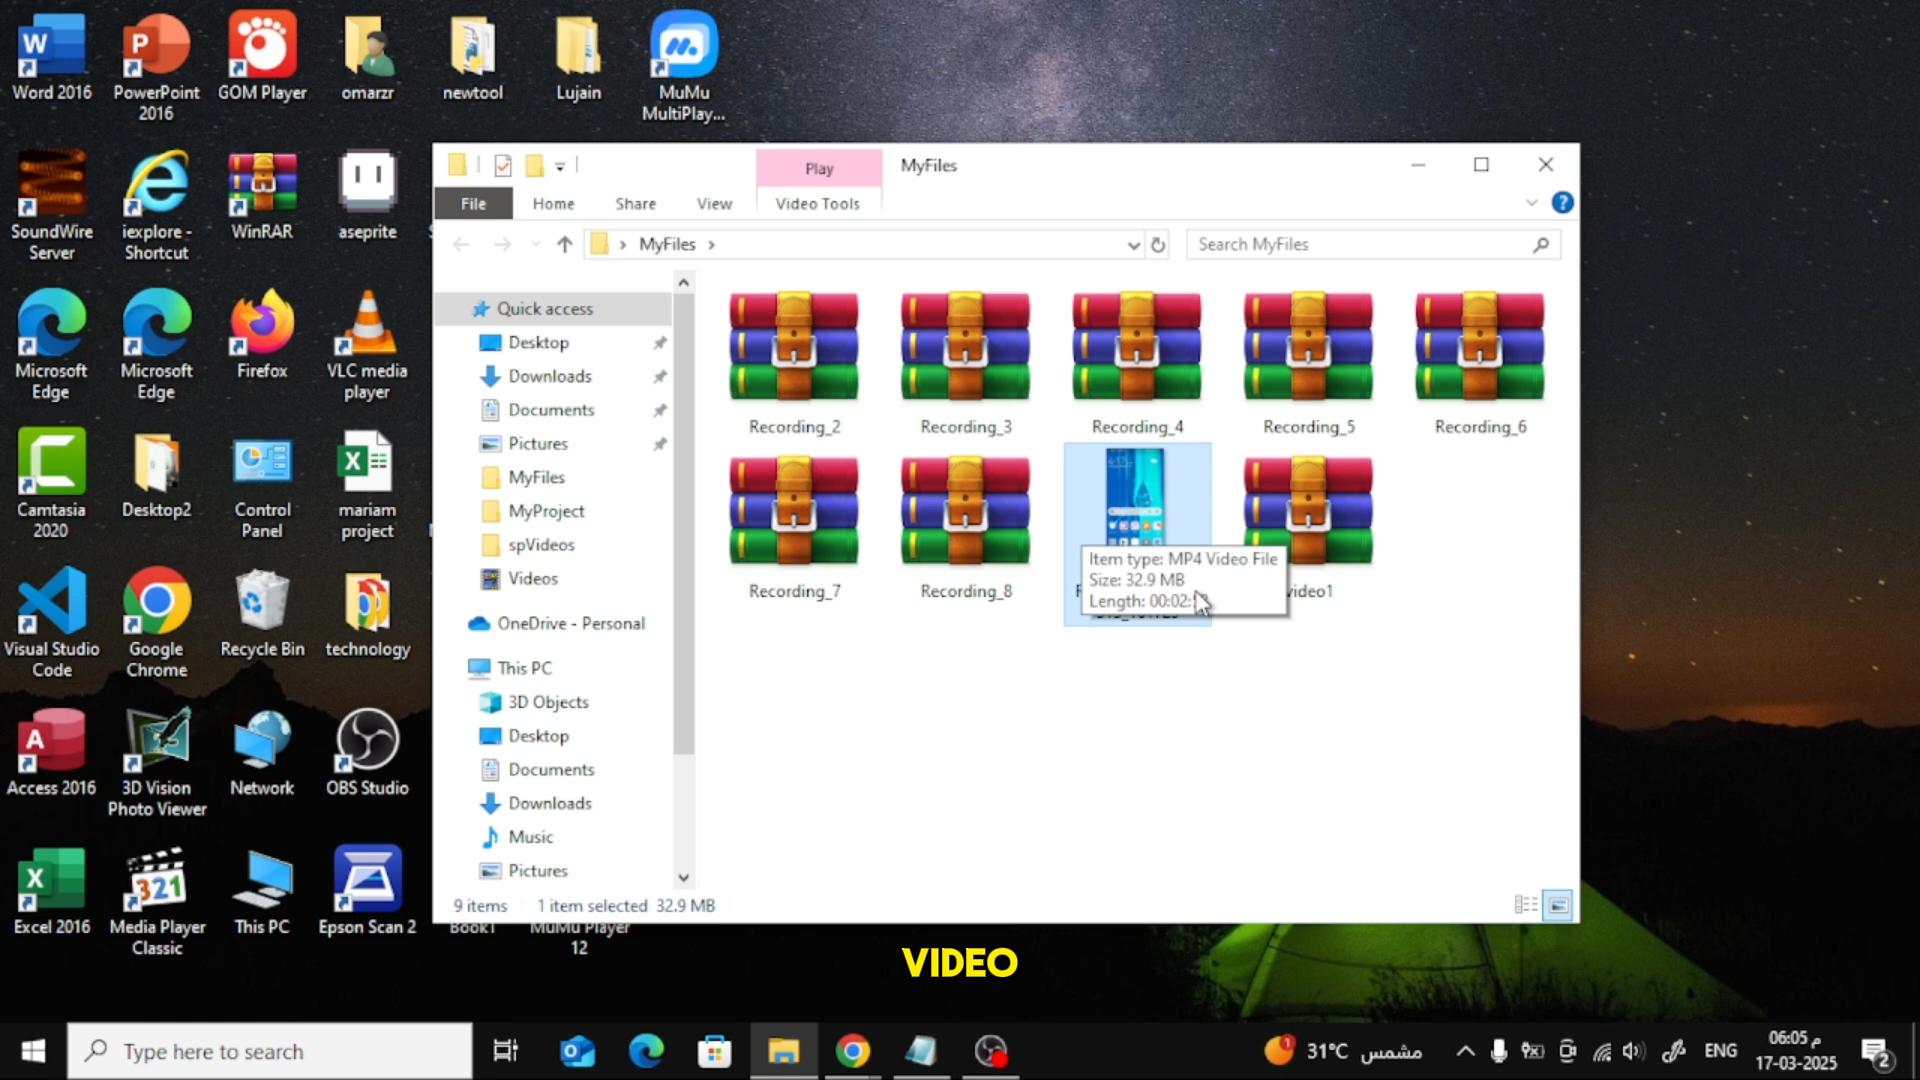 Word 2016
PowerPoint
2016
GOM Player
omarzr
newtool
Lujain
MuMu
MultiPlay...
SoundWire
Server
iexplore -
Shortcut
WinRAR
aseprite
Microsoft
Edge
Microsoft
Edge
Firefox
VLC media
player
Camtasia
2020
Desktop2
Control
Panel
mariam
project
Visual Studio
Code
Google
Chrome
Recycle Bin
technology
Access 2016
3D Vision
Photo Viewer
Network
OBS Studio
Excel 2016
Media Player
Classic
This PC
Epson Scan 2
Book1
MuMu Player
12
Play
MyFiles
File
Home
Share
View
Video Tools
MyFiles
Search MyFiles
Quick access
Desktop
Downloads
Documents
Pictures
MyFiles
MyProject
spVideos
Videos
OneDrive - Personal
This PC
3D Objects
Desktop
Documents
Downloads
Music
Pictures
Recording_2
Recording_3
Recording_4
Recording_5
Recording_6
Recording_7
Recording_8
video1
Item type: MP4 Video File
Size: 32.9 MB
Length: 00:02:
9 items
1 item selected 32.9 MB
VIDEO
Type here to search
31°C مشمس
ENG
06:05 م
17-03-2025
2